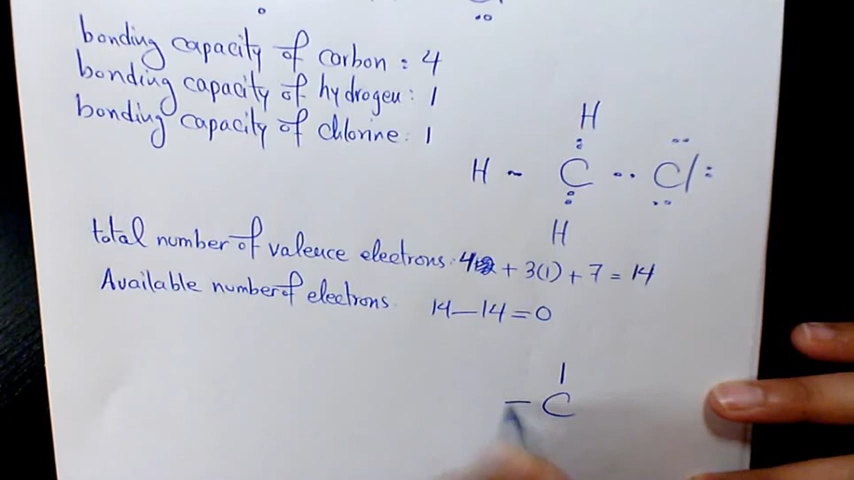 bonding capacity of carbon : 4
bonding capacity of hydrogen : 1
bonding capacity of chlorine : 1
H
H - C .. Cl :
H
total number of valence electrons : 4 + 3(1) + 7 = 14
Available number of electrons 14 - 14 = 0
- C